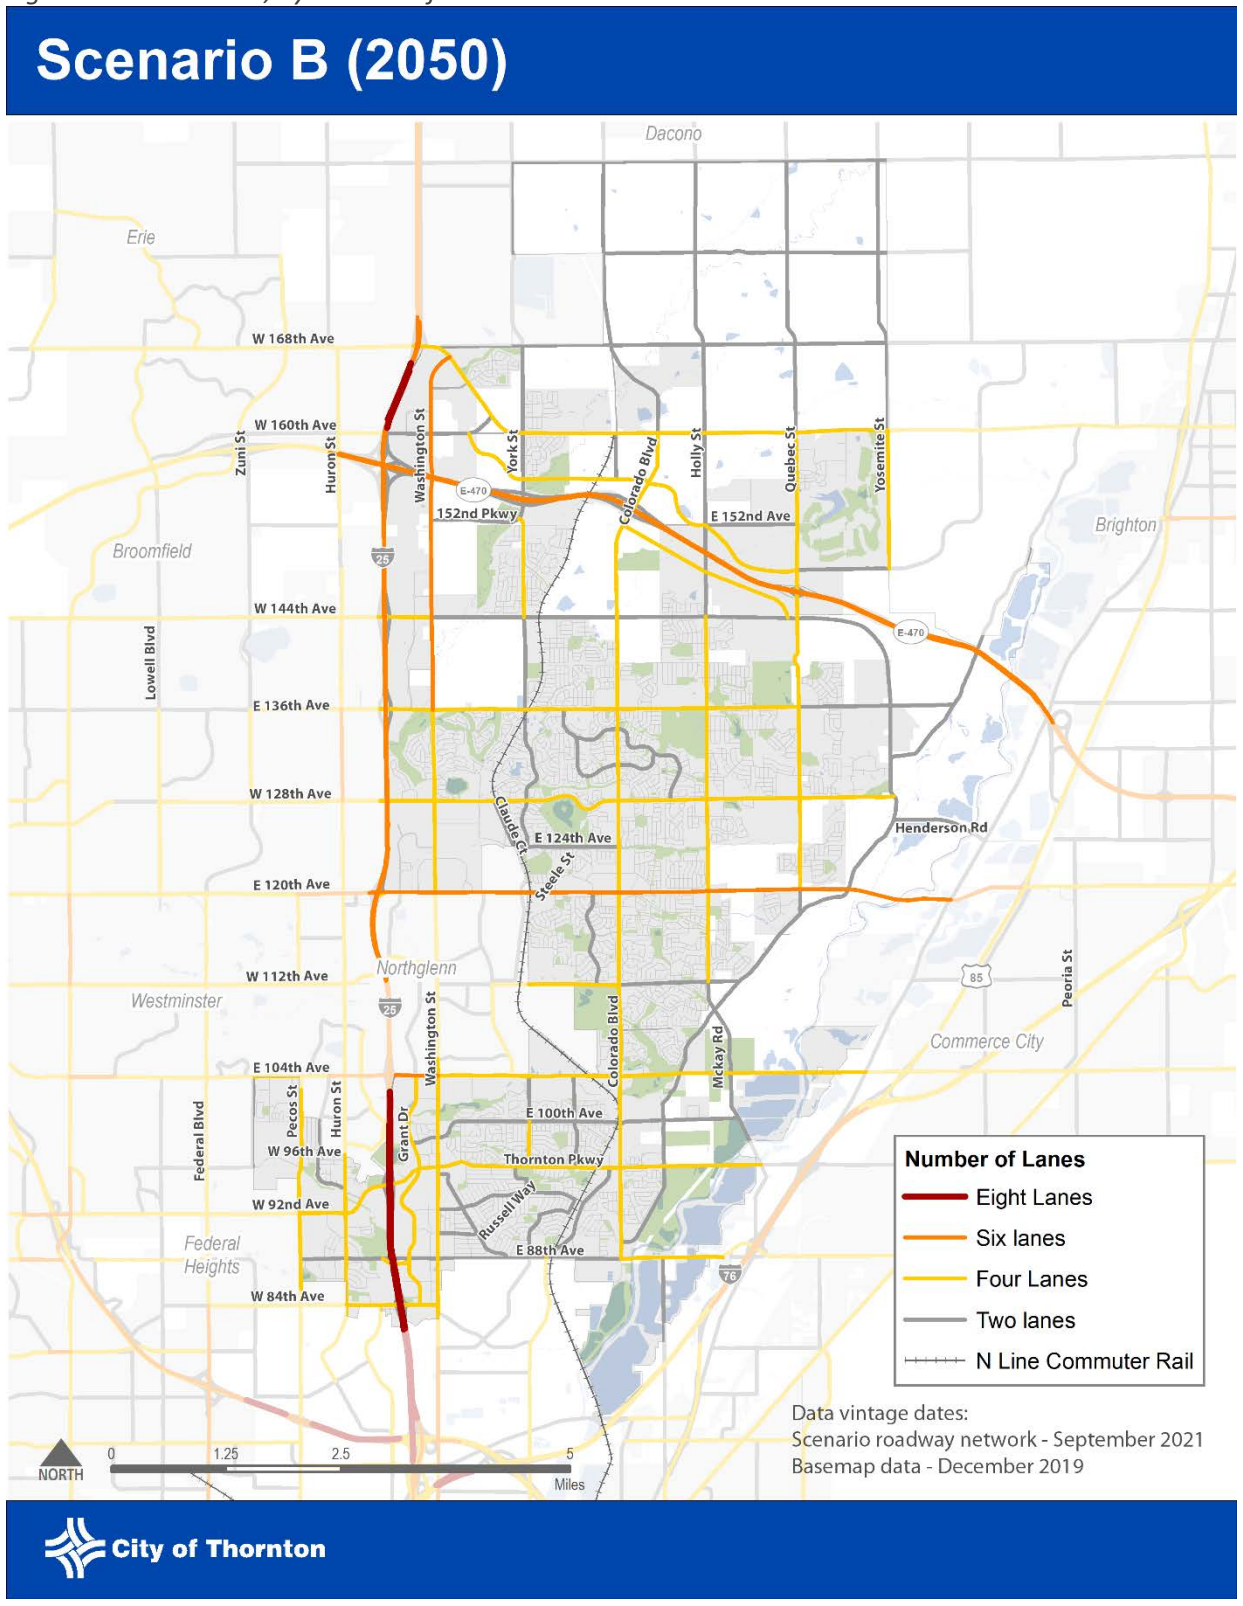 Scenario B (2050)
Dacono
Erie
W 168th Ave
W 160th Ave
Zuni St
Huron St
Washington St
York St
Colorado Blvd
Holly St
Quebec St
Yosemite St
E-470
152nd Pkwy
E 152nd Ave
Brighton
Broomfield
25
W 144th Ave
E-470
Lowell Blvd
E 136th Ave
W 128th Ave
Claude Ct
E 124th Ave
Henderson Rd
Steele St
E 120th Ave
Northglenn
W 112th Ave
85
Peoria St
Westminster
25
Washington St
Colorado Blvd
Mckay Rd
Commerce City
E 104th Ave
Federal Blvd
Pecos St
Huron St
Grant Dr
E 100th Ave
W 96th Ave
Thornton Pkwy
W 92nd Ave
Russell Way
Federal
Heights
E 88th Ave
76
W 84th Ave
Number of Lanes
Eight Lanes
Six lanes
Four Lanes
Two lanes
N Line Commuter Rail
Data vintage dates:
Scenario roadway network - September 2021
Basemap data - December 2019
NORTH
0 1.25 2.5 5
Miles
City of Thornton